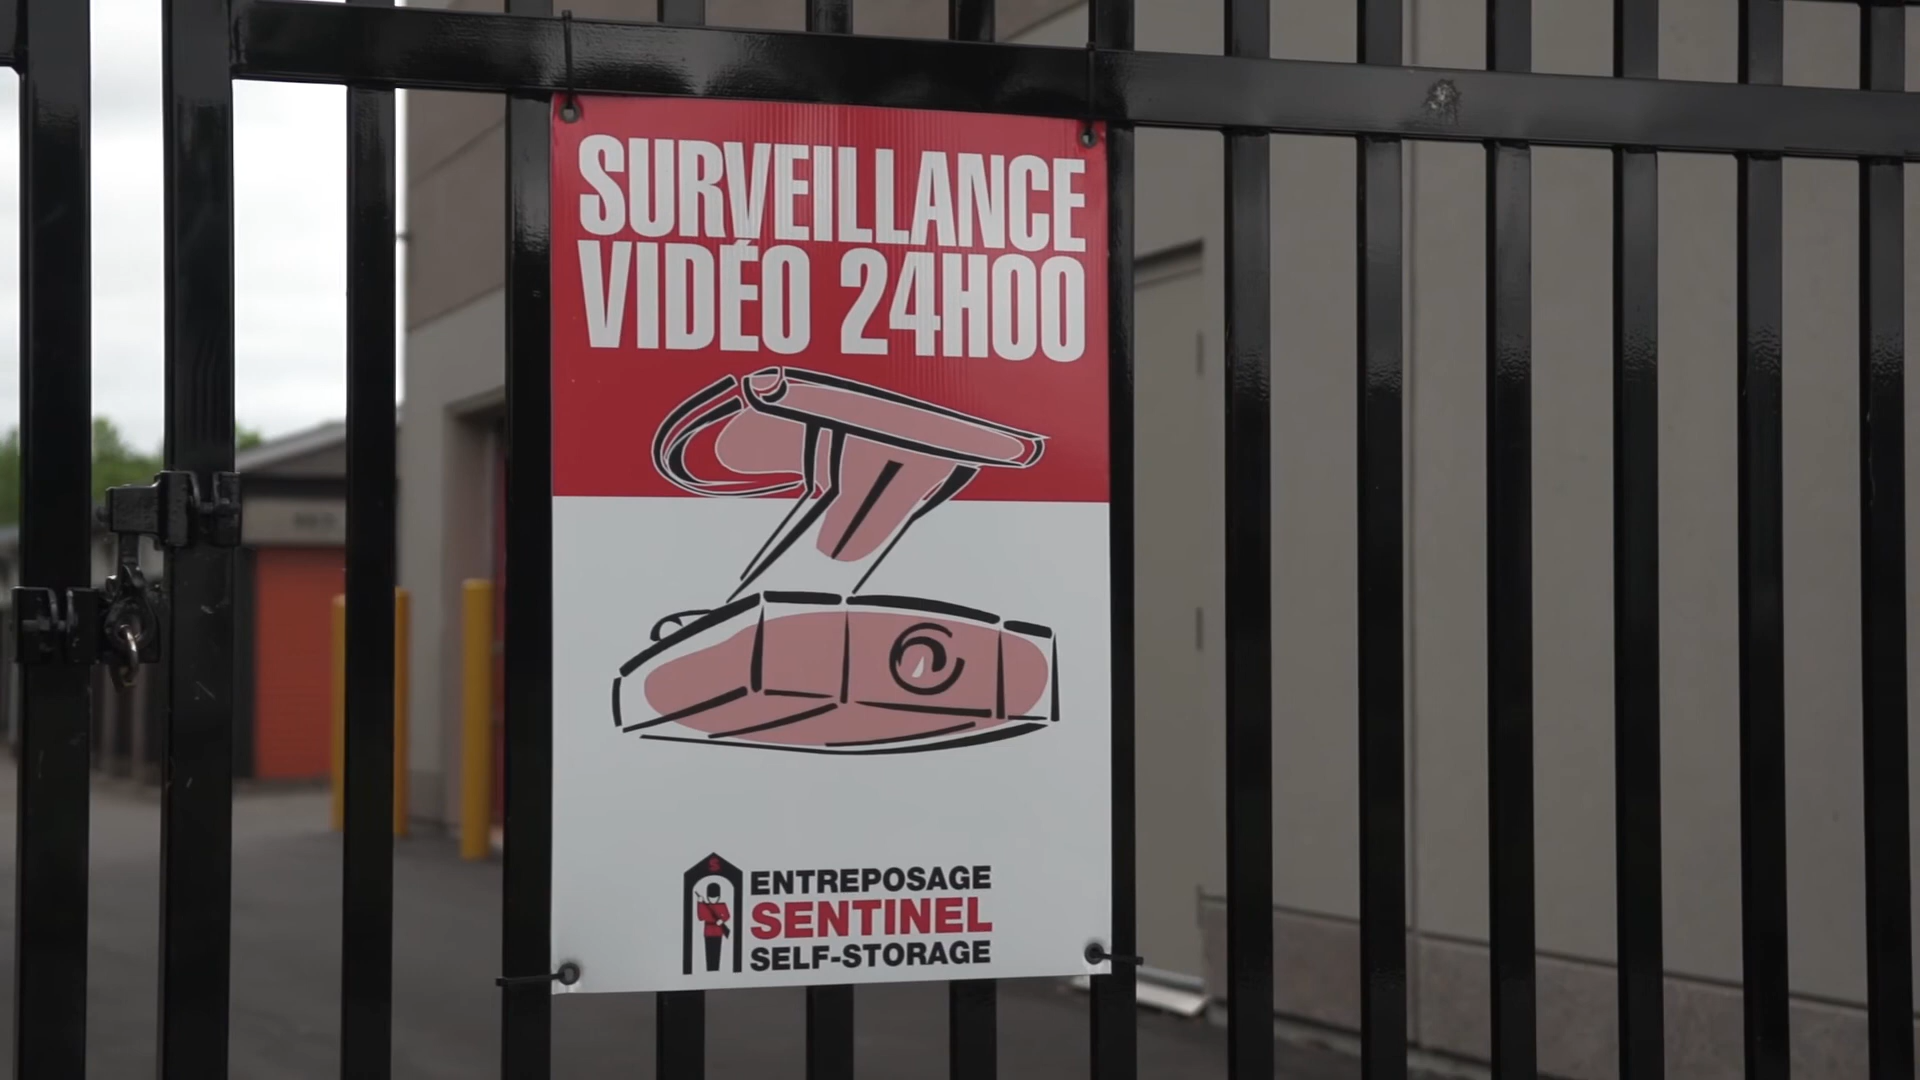 SURVEILLANCE
VIDÉO 24H00
S
ENTREPOSAGE
SENTINEL
SELF-STORAGE